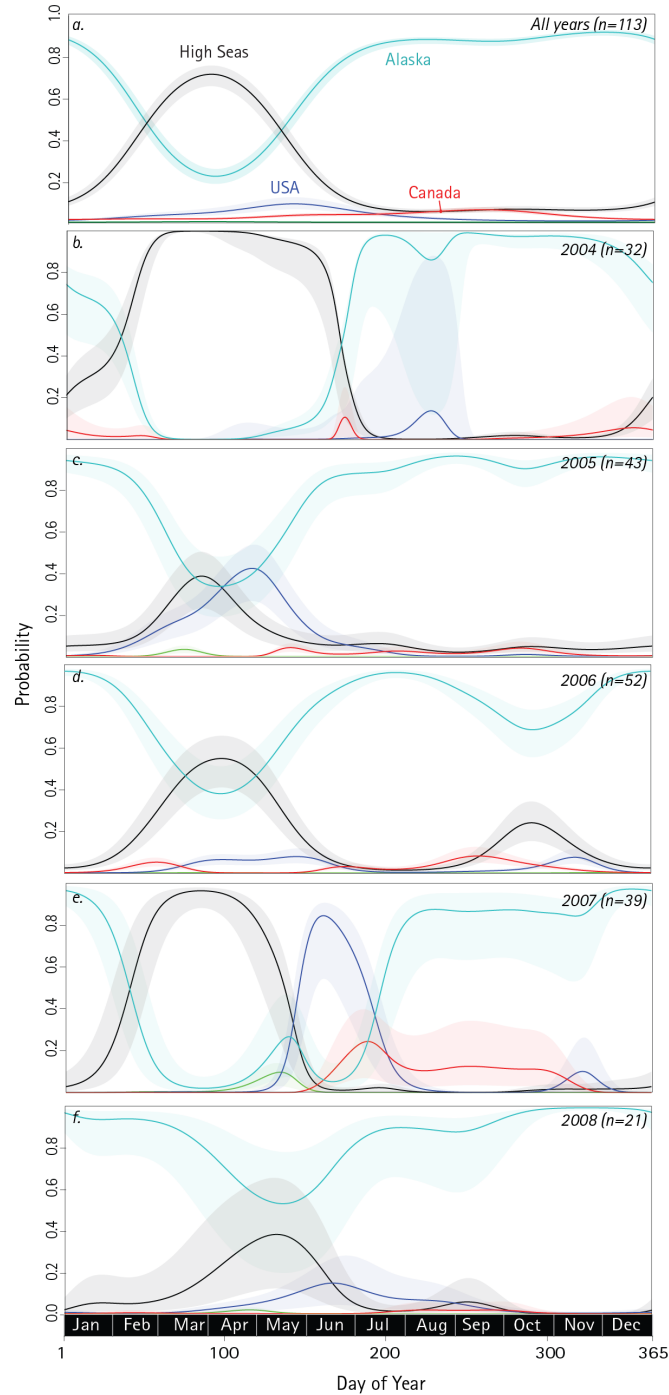 1.0
a.
All years (n=113)
High Seas
Alaska
0.8
0.6
0.4
USA
Canada
0.2
b.
2004 (n=32)
0.8
0.6
0.4
0.2
c.
2005 (n=43)
0.8
0.6
0.4
0.2
Probability
d.
2006 (n=52)
0.8
0.6
0.4
0.2
e.
2007 (n=39)
0.8
0.6
0.4
0.2
f.
2008 (n=21)
0.8
0.6
0.4
0.2
0.0
Jan Feb Mar Apr May Jun Jul Aug Sep Oct Nov Dec
1 100 200 300 365
Day of Year